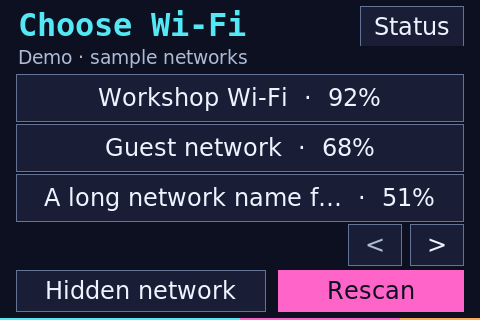 Choose Wi-Fi
Status
Demo · sample networks
Workshop Wi-Fi · 92%
Guest network · 68%
A long network name f... · 51%
< >
Hidden network
Rescan